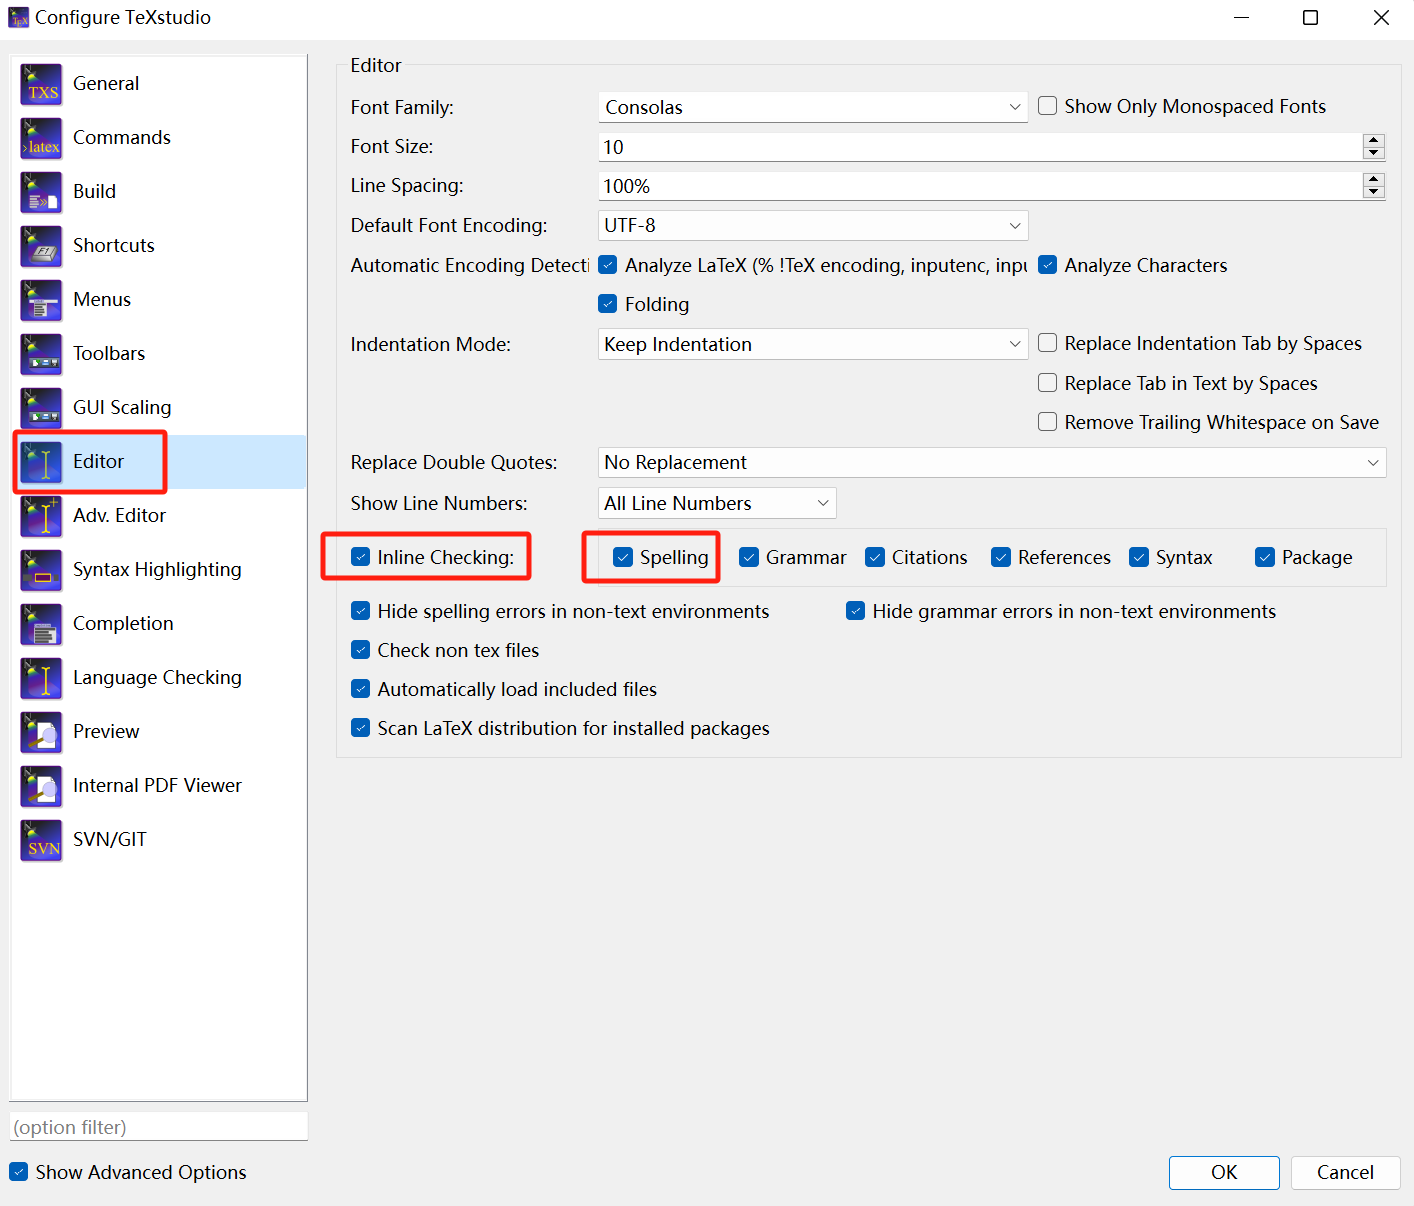 Configure TeXstudio
General
Commands
Build
Shortcuts
Menus
Toolbars
GUI Scaling
Editor
Adv. Editor
Syntax Highlighting
Completion
Language Checking
Preview
Internal PDF Viewer
SVN/GIT
(option filter)
Show Advanced Options
Editor
Font Family: Consolas Show Only Monospaced Fonts
Font Size: 10
Line Spacing: 100%
Default Font Encoding: UTF-8
Automatic Encoding Detecti Analyze LaTeX (% !TeX encoding, inputenc, inpu Analyze Characters
Folding
Indentation Mode: Keep Indentation Replace Indentation Tab by Spaces
Replace Tab in Text by Spaces
Remove Trailing Whitespace on Save
Replace Double Quotes: No Replacement
Show Line Numbers: All Line Numbers
Inline Checking: Spelling Grammar Citations References Syntax Package
Hide spelling errors in non-text environments Hide grammar errors in non-text environments
Check non tex files
Automatically load included files
Scan LaTeX distribution for installed packages
OK Cancel